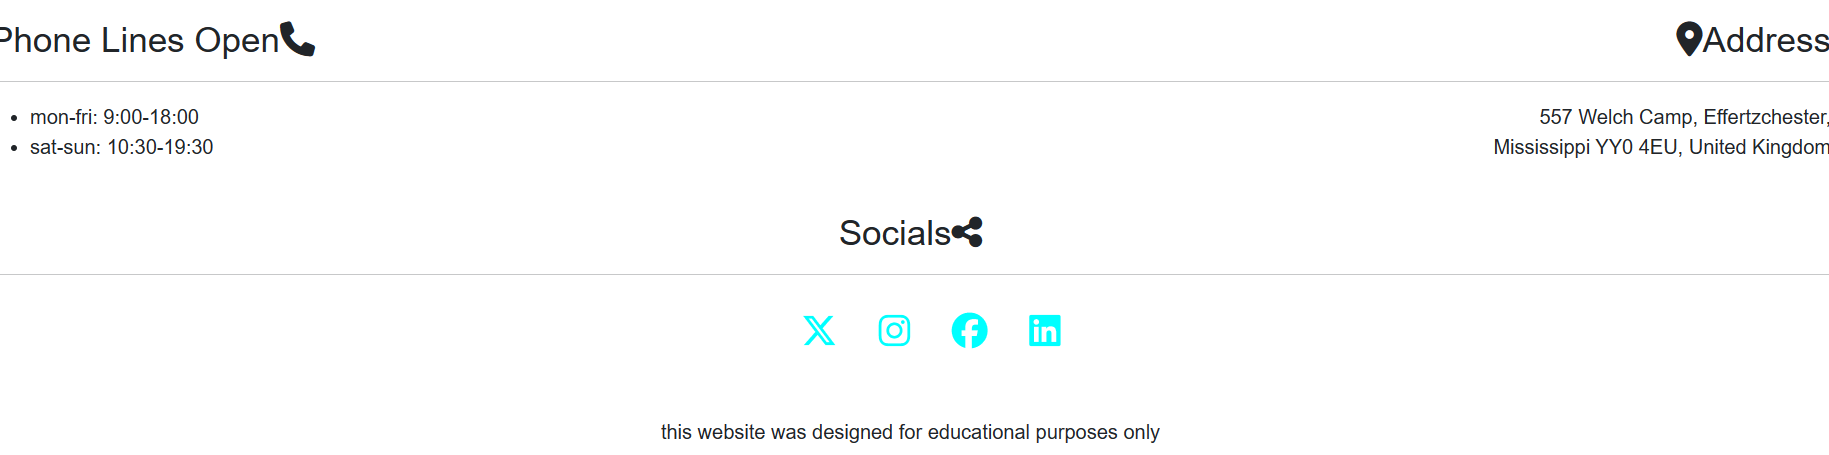 Phone Lines Open
Address
mon-fri: 9:00-18:00
sat-sun: 10:30-19:30
557 Welch Camp, Effertzchester,
Mississippi YY0 4EU, United Kingdom
Socials
this website was designed for educational purposes only